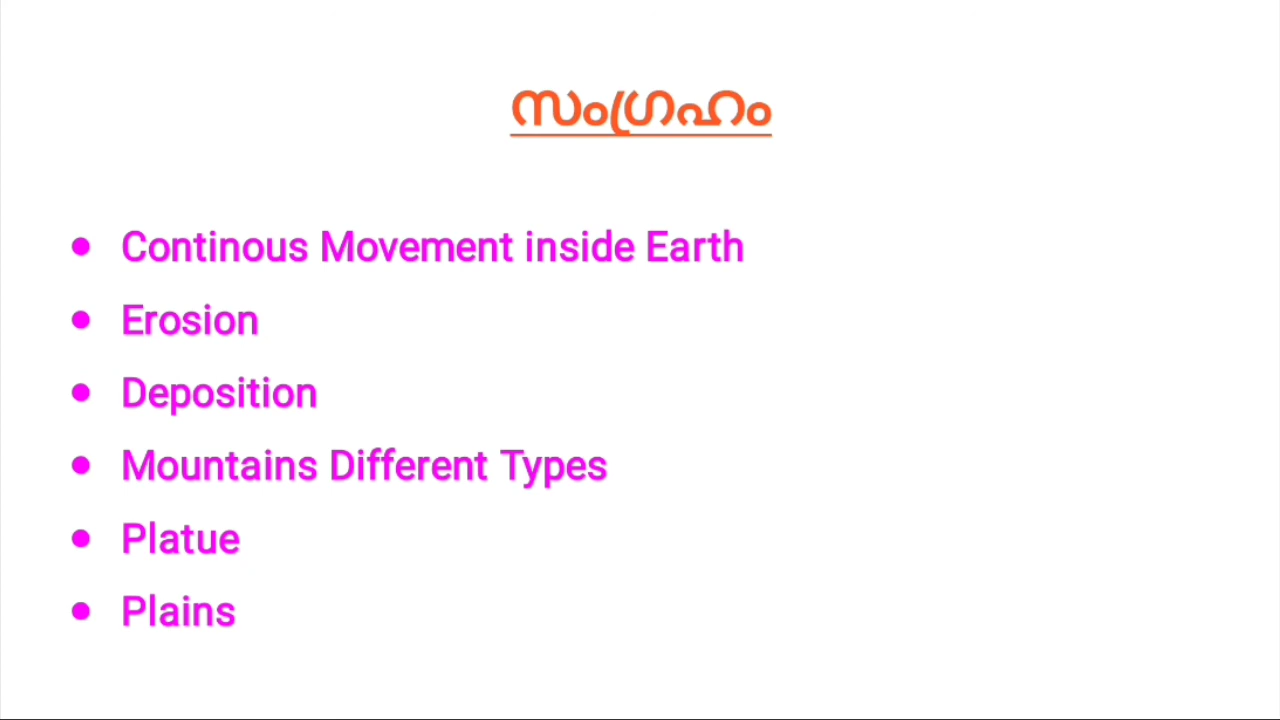 സംഗ്രഹം
● Continous Movement inside Earth
● Erosion
● Deposition
● Mountains Different Types
● Platue
● Plains